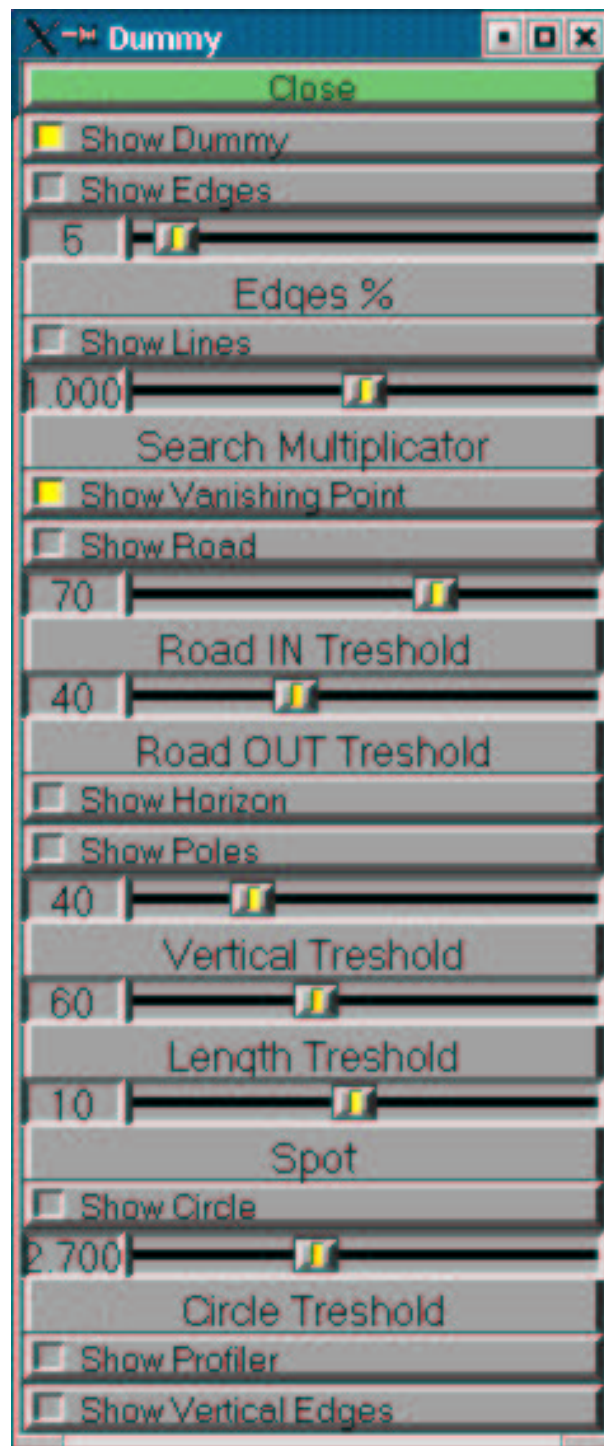 Dummy
Close
Show Dummy
Show Edges
5
Edges %
Show Lines
1.000
Search Multiplicator
Show Vanishing Point
Show Road
70
Road IN Treshold
40
Road OUT Treshold
Show Horizon
Show Poles
40
Vertical Treshold
60
Length Treshold
10
Spot
Show Circle
2.700
Circle Treshold
Show Profiler
Show Vertical Edges